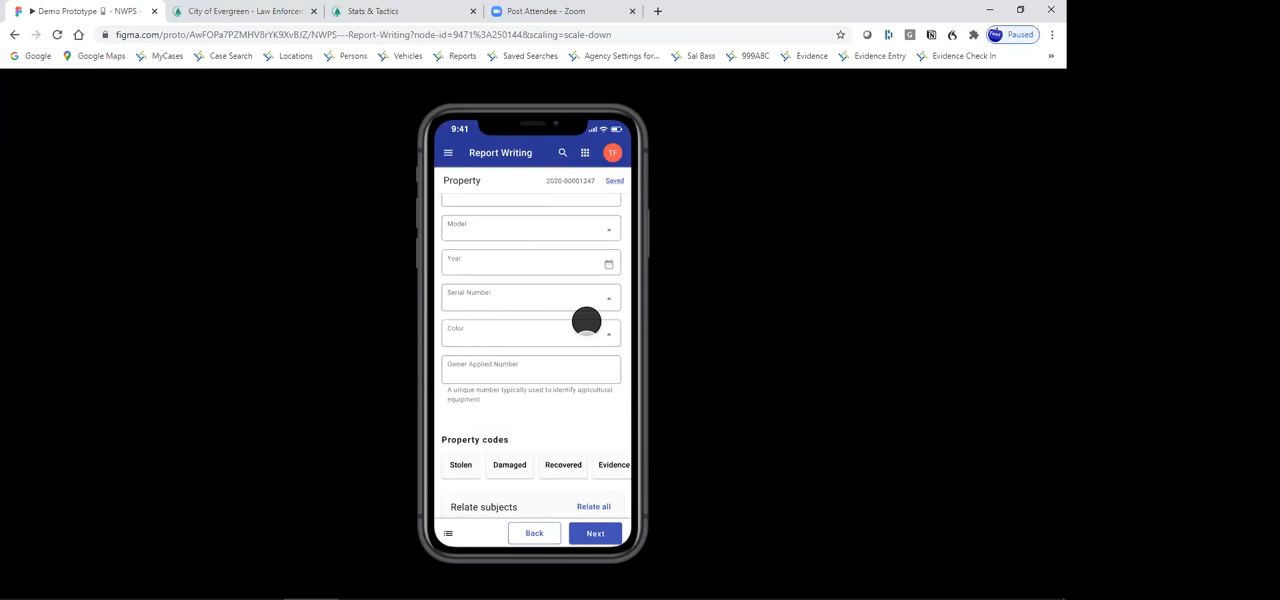 Demo Prototype - NWPS -
City of Evergreen - Law Enforcem
Stats & Tactics
Post Attendee - Zoom
figma.com/proto/AwFOPa7PZMHV8rYK9XvBJZ/NWPS---Report-Writing?node-id=9471%3A250144&scaling=scale-down
Paused
Google
Google Maps
MyCases
Case Search
Locations
Persons
Vehicles
Reports
Saved Searches
Agency Settings for...
Sal Bass
999ABC
Evidence
Evidence Entry
Evidence Check In
»
9:41
Report Writing
TF
Property
2020-00001247
Saved
Model
Year
Serial Number
Color
Owner Applied Number
A unique number typically used to identify agricultural
equipment
Property codes
Stolen
Damaged
Recovered
Evidence
Relate subjects
Relate all
Back
Next